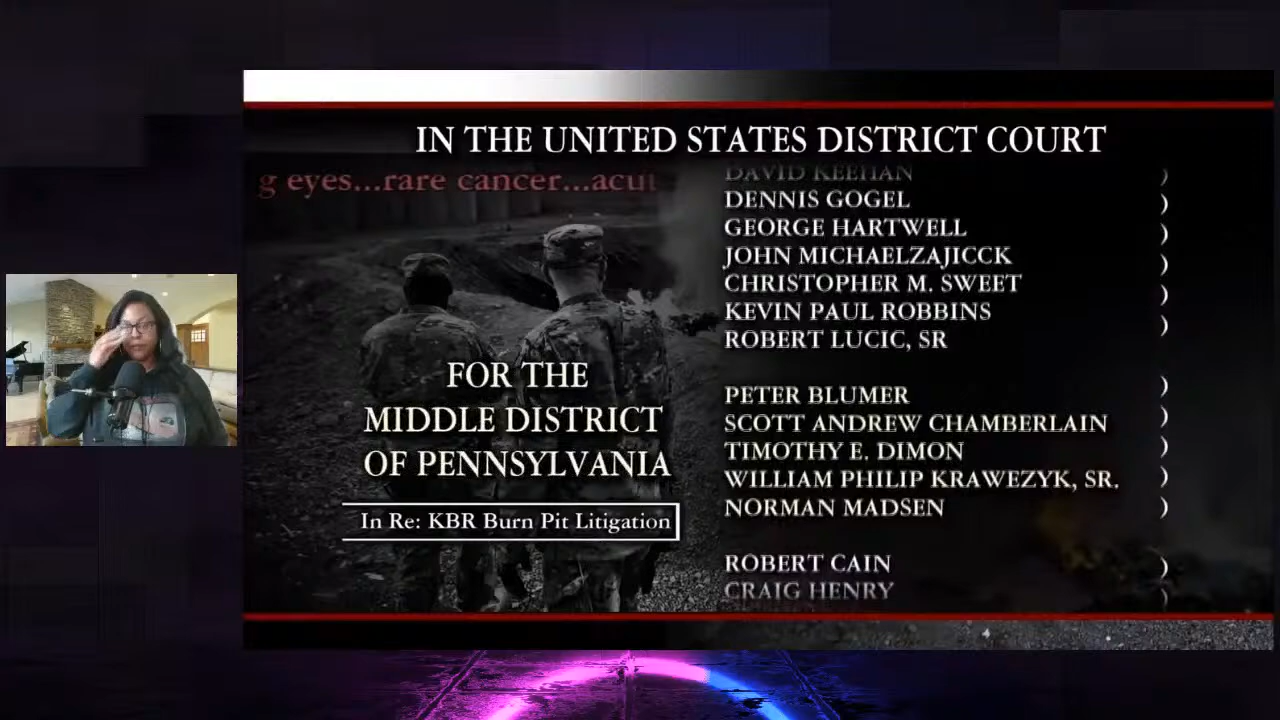 IN THE UNITED STATES DISTRICT COURT
g eyes...rare cancer...acut
FOR THE
MIDDLE DISTRICT
OF PENNSYLVANIA
In Re: KBR Burn Pit Litigation
DAVID KEEHAN )
DENNIS GOGEL )
GEORGE HARTWELL )
JOHN MICHAELZAJICCK )
CHRISTOPHER M. SWEET )
KEVIN PAUL ROBBINS )
ROBERT LUCIC, SR
PETER BLUMER )
SCOTT ANDREW CHAMBERLAIN )
TIMOTHY E. DIMON )
WILLIAM PHILIP KRAWEZYK, SR. )
NORMAN MADSEN )
ROBERT CAIN )
CRAIG HENRY )